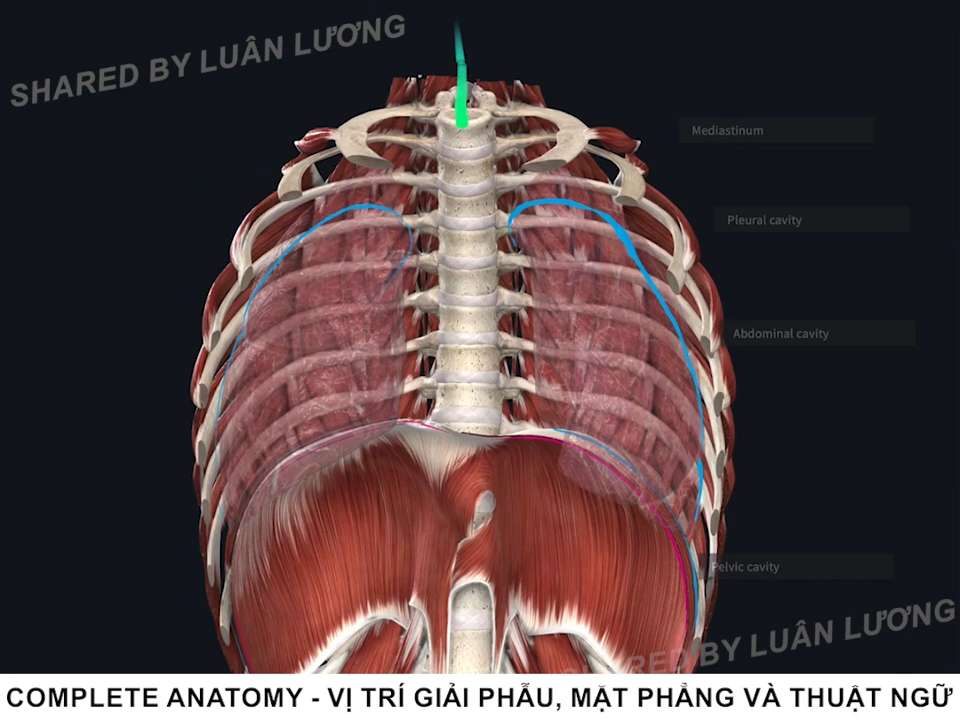 SHARED BY LUÂN LƯƠNG
Mediastinum
Pleural cavity
Abdominal cavity
Pelvic cavity
SHARED BY LUÂN LƯƠNG
COMPLETE ANATOMY - VỊ TRÍ GIẢI PHẪU, MẶT PHẲNG VÀ THUẬT NGỮ